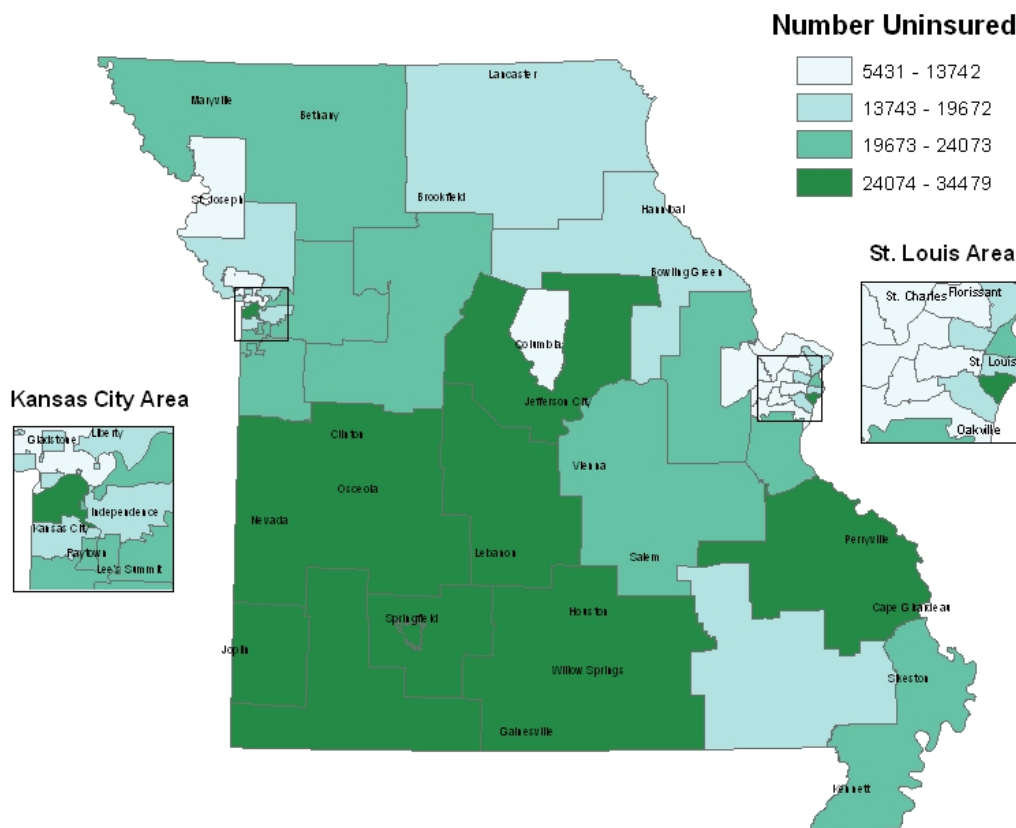 Number Uninsured
5431 - 13742
13743 - 19672
19673 - 24073
24074 - 34479
Lancaster
Maryville
Bethany
St. Joseph
Brookfield
Hannibal
Bowling Green
St. Louis Area
St. Charles
Florissant
St. Louis
Oakville
Columbia
Jefferson City
Kansas City Area
Gladstone
Liberty
Independence
Kansas City
Raytown
Lee's Summit
Clinton
Osceola
Nevada
Vienna
Lebanon
Salem
Perryville
Cape Girardeau
Springfield
Houston
Joplin
Willow Springs
Sikeston
Gainesville
Kennett